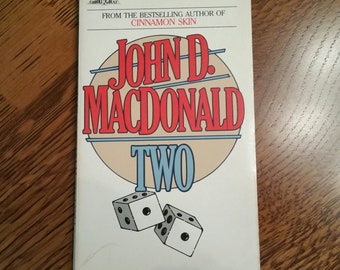 FROM THE BESTSELLING AUTHOR OF
CINNAMON SKIN
JOHN D.
MACDONALD
TWO